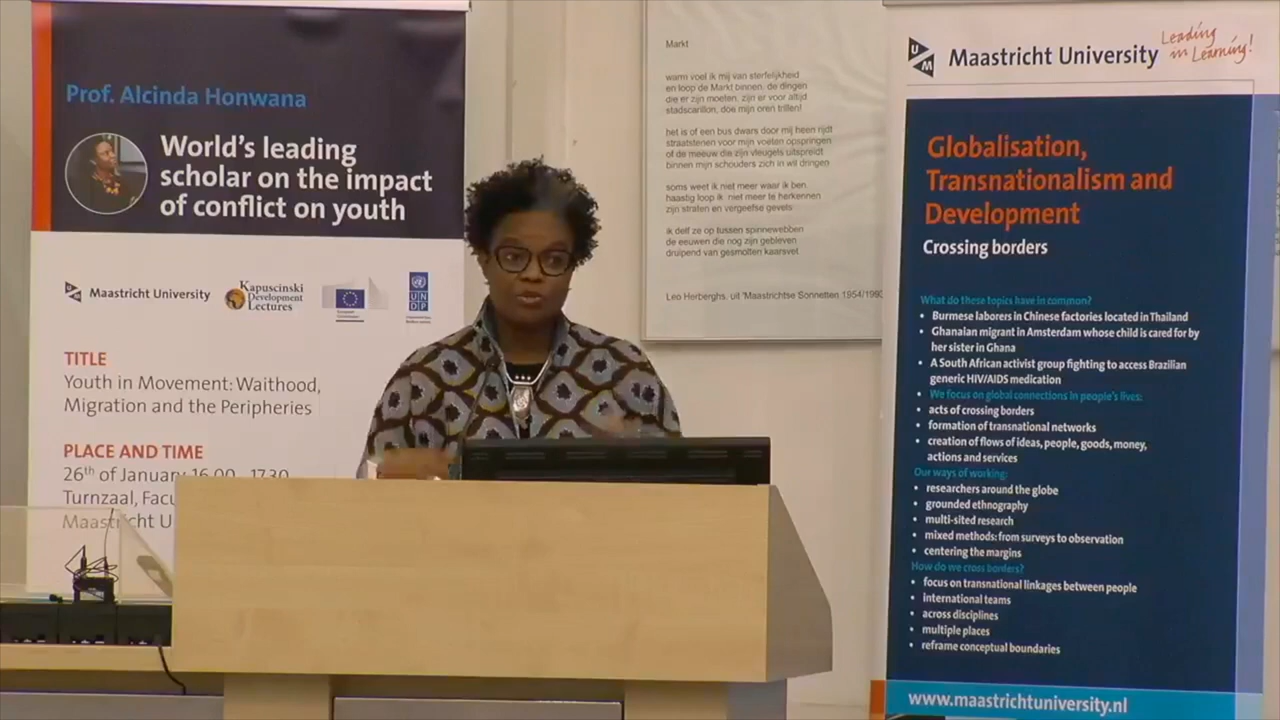 Prof. Alcinda Honwana
World's leading
scholar on the impact
of conflict on youth
Maastricht University
Kapuscinski
Development
Lectures
UN
DP
TITLE
Youth in Movement: Waithood,
Migration and the Peripheries
PLACE AND TIME
26th of January 16.00 - 17.30
Turnzaal, Facu
Maastricht U
Markt
warm voel ik mij van sterfelijkheid
en loop de Markt binnen. de dingen
die er zijn moeten, zijn er voor altijd
stadscarillon, doe mijn oren trillen!
het is of een bus dwars door mij heen rijdt
straatstenen voor mijn voeten opspringen
of de meeuw die zijn vleugels uitspreidt
binnen mijn schouders zich in wil dringen
soms weet ik niet meer waar ik ben.
haastig loop ik. niet meer te herkennen
zijn straten en vergeefse gevels
ik delf ze op tussen spinnewebben
de eeuwen die nog zijn gebleven
druipend van gesmolten kaarsvet
Leo Herberghs. uit 'Maastrichtse Sonnetten 1954/199
UM
Maastricht University
Leading
in Learning!
Globalisation,
Transnationalism and
Development
Crossing borders
What do these topics have in common?
• Burmese laborers in Chinese factories located in Thailand
• Ghanaian migrant in Amsterdam whose child is cared for by
her sister in Ghana
• A South African activist group fighting to access Brazilian
generic HIV/AIDS medication
• We focus on global connections in people's lives:
• acts of crossing borders
• formation of transnational networks
• creation of flows of ideas, people, goods, money,
actions and services
Our ways of working:
• researchers around the globe
• grounded ethnography
• multi-sited research
• mixed methods: from surveys to observation
• centering the margins
How do we cross borders?
• focus on transnational linkages between people
• international teams
• across disciplines
• multiple places
• reframe conceptual boundaries
www.maastrichtuniversity.nl